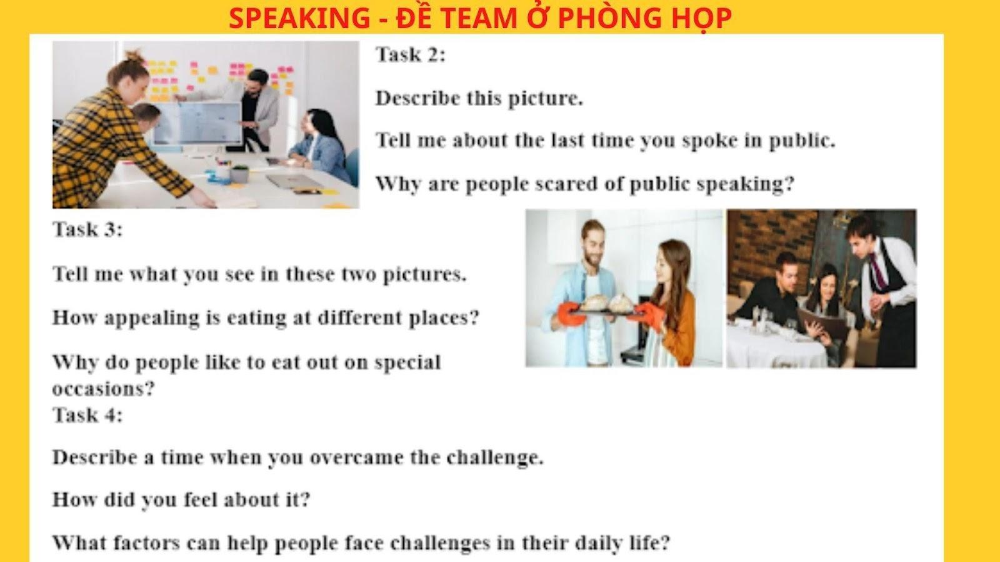 SPEAKING - ĐỀ TEAM Ở PHÒNG HỌP
Task 2:
Describe this picture.
Tell me about the last time you spoke in public.
Why are people scared of public speaking?
Task 3:
Tell me what you see in these two pictures.
How appealing is eating at different places?
Why do people like to eat out on special
occasions?
Task 4:
Describe a time when you overcame the challenge.
How did you feel about it?
What factors can help people face challenges in their daily life?